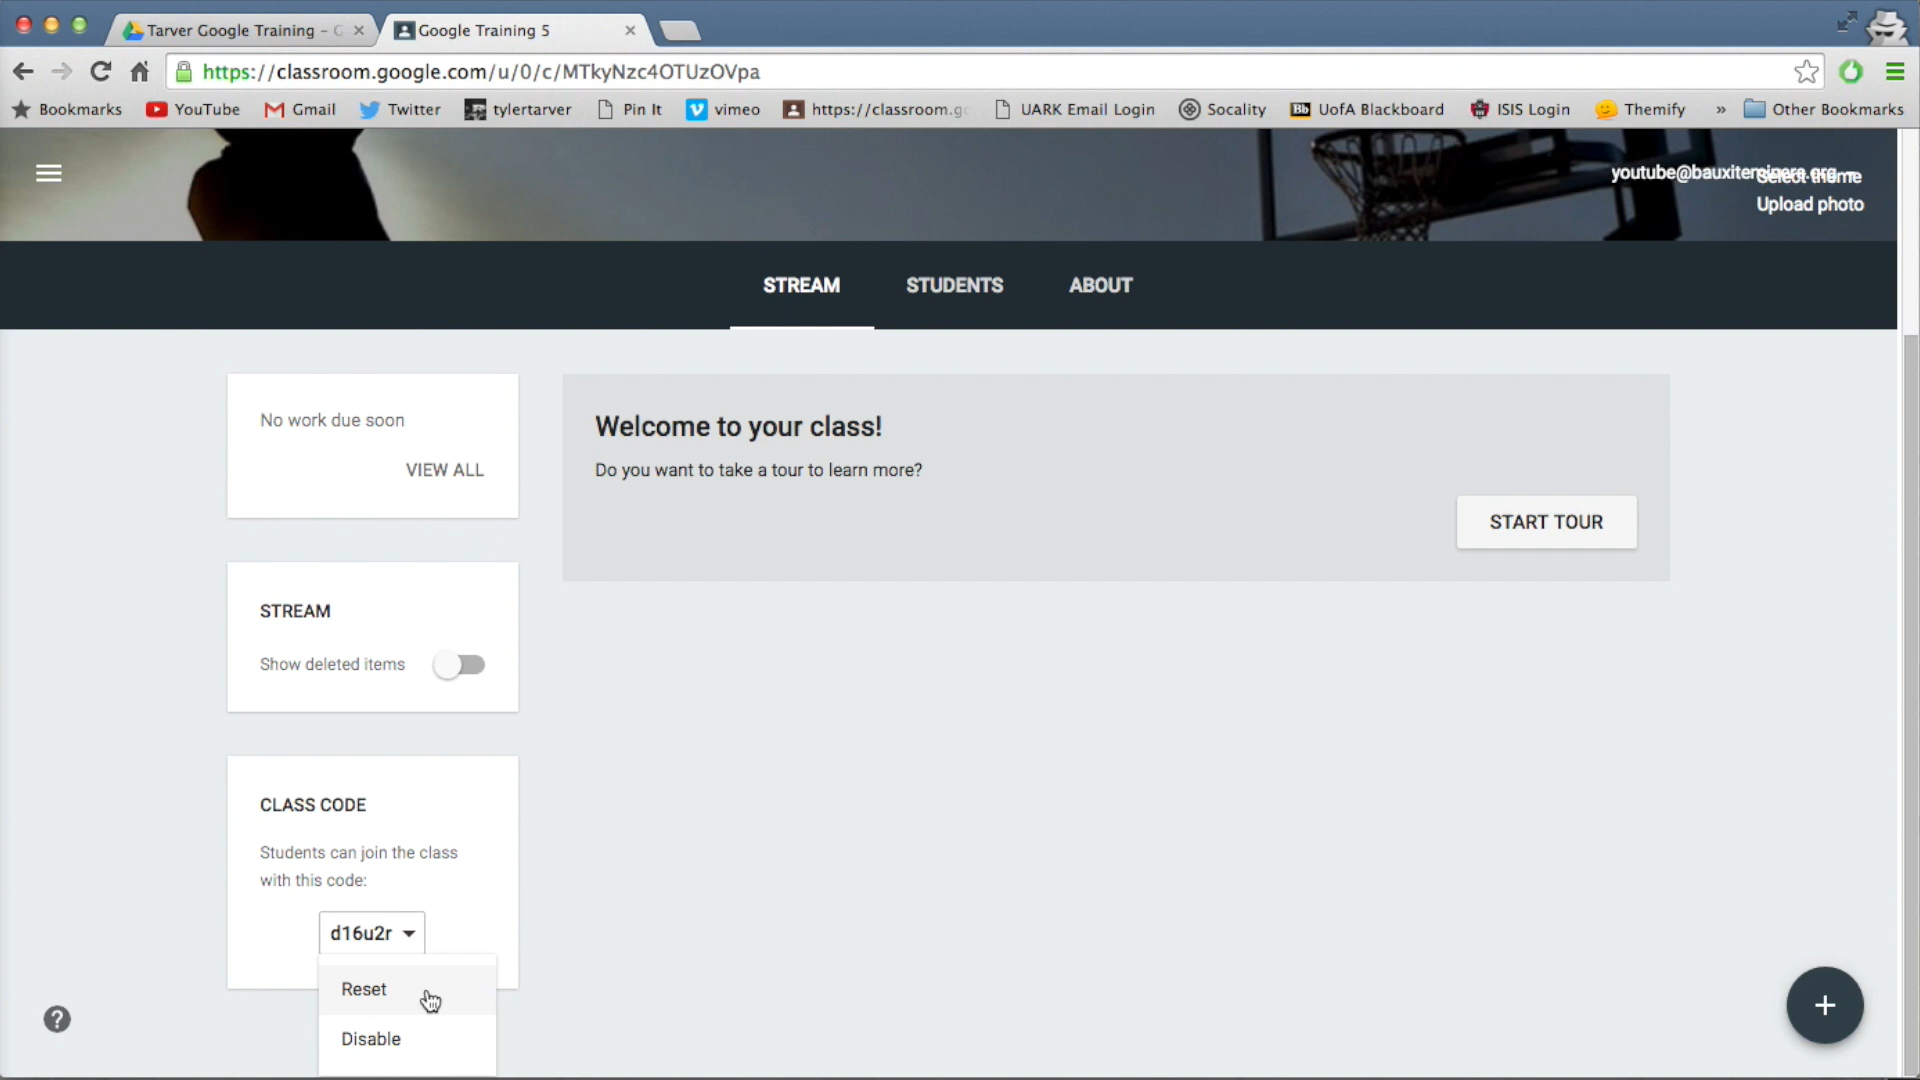 Tarver Google Training – G
Google Training 5
https://classroom.google.com/u/0/c/MTkyNzc4OTUzOVpa
Bookmarks
YouTube
Gmail
Twitter
tylertarver
Pin It
vimeo
https://classroom.go
UARK Email Login
Socality
Bb
UofA Blackboard
ISIS Login
Themify
»
Other Bookmarks
Select theme
Upload photo
STREAM
STUDENTS
ABOUT
No work due soon
VIEW ALL
Welcome to your class!
Do you want to take a tour to learn more?
START TOUR
STREAM
Show deleted items
CLASS CODE
Students can join the class
with this code:
d16u2r
Reset
Disable